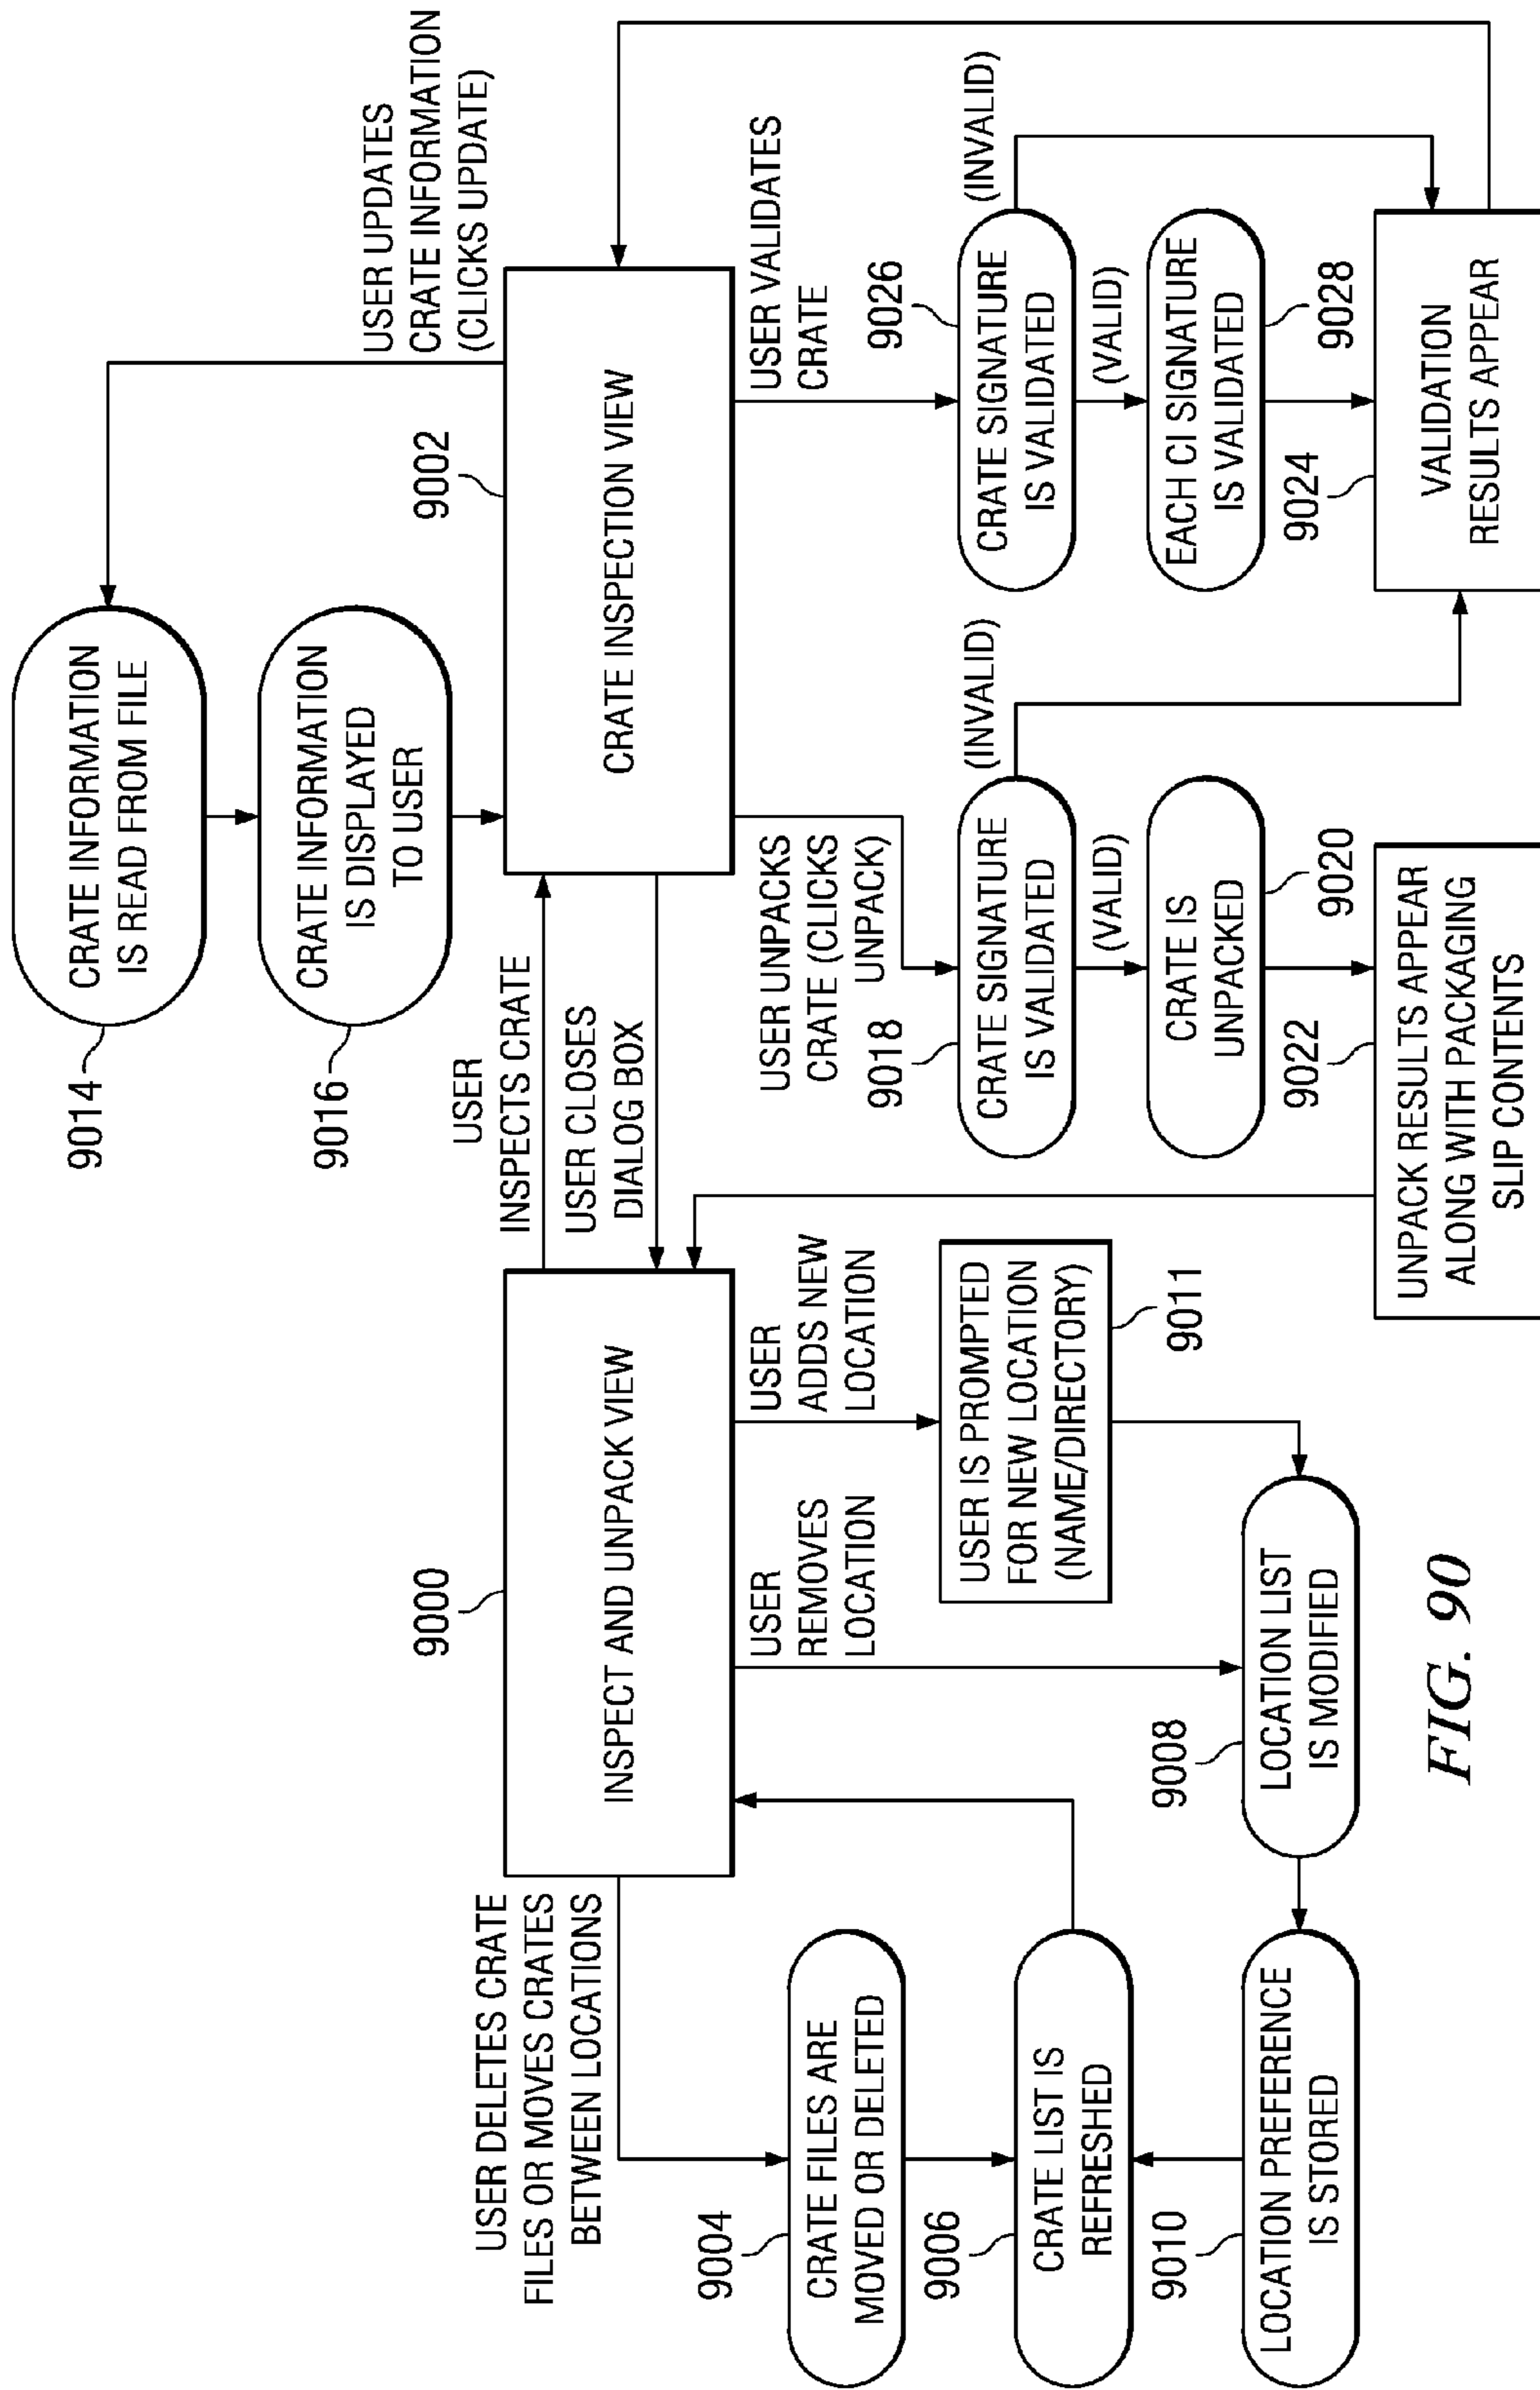 9014
CRATE INFORMATION
IS READ FROM FILE
9016
CRATE INFORMATION
IS DISPLAYED
TO USER
USER UPDATES
CRATE INFORMATION
(CLICKS UPDATE)
9000
INSPECT AND UNPACK VIEW
USER
INSPECTS CRATE
USER CLOSES
DIALOG BOX
9002
CRATE INSPECTION VIEW
USER DELETES CRATE
FILES OR MOVES CRATES
BETWEEN LOCATIONS
USER
REMOVES
LOCATION
USER
ADDS NEW
LOCATION
USER UNPACKS
CRATE (CLICKS
UNPACK)
USER VALIDATES
CRATE
9004
CRATE FILES ARE
MOVED OR DELETED
9006
CRATE LIST IS
REFRESHED
9010
LOCATION PREFERENCE
IS STORED
9008
LOCATION LIST
IS MODIFIED
USER IS PROMPTED
FOR NEW LOCATION
(NAME/DIRECTORY)
9011
9018
CRATE SIGNATURE
IS VALIDATED
(INVALID)
(VALID)
CRATE IS
UNPACKED
9020
9022
UNPACK RESULTS APPEAR
ALONG WITH PACKAGING
SLIP CONTENTS
9026
CRATE SIGNATURE
IS VALIDATED
(INVALID)
(VALID)
EACH CI SIGNATURE
IS VALIDATED
9028
9024
VALIDATION
RESULTS APPEAR
FIG. 90